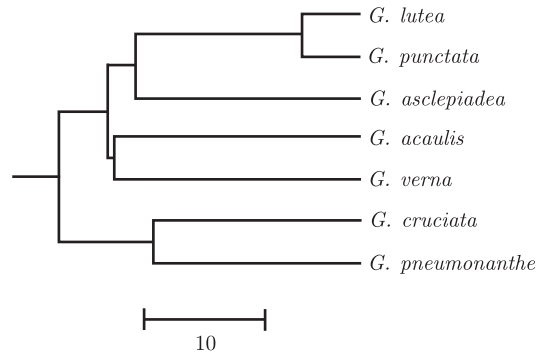 G. lutea
G. punctata
G. asclepiadea
G. acaulis
G. verna
G. cruciata
G. pneumonanthe
10